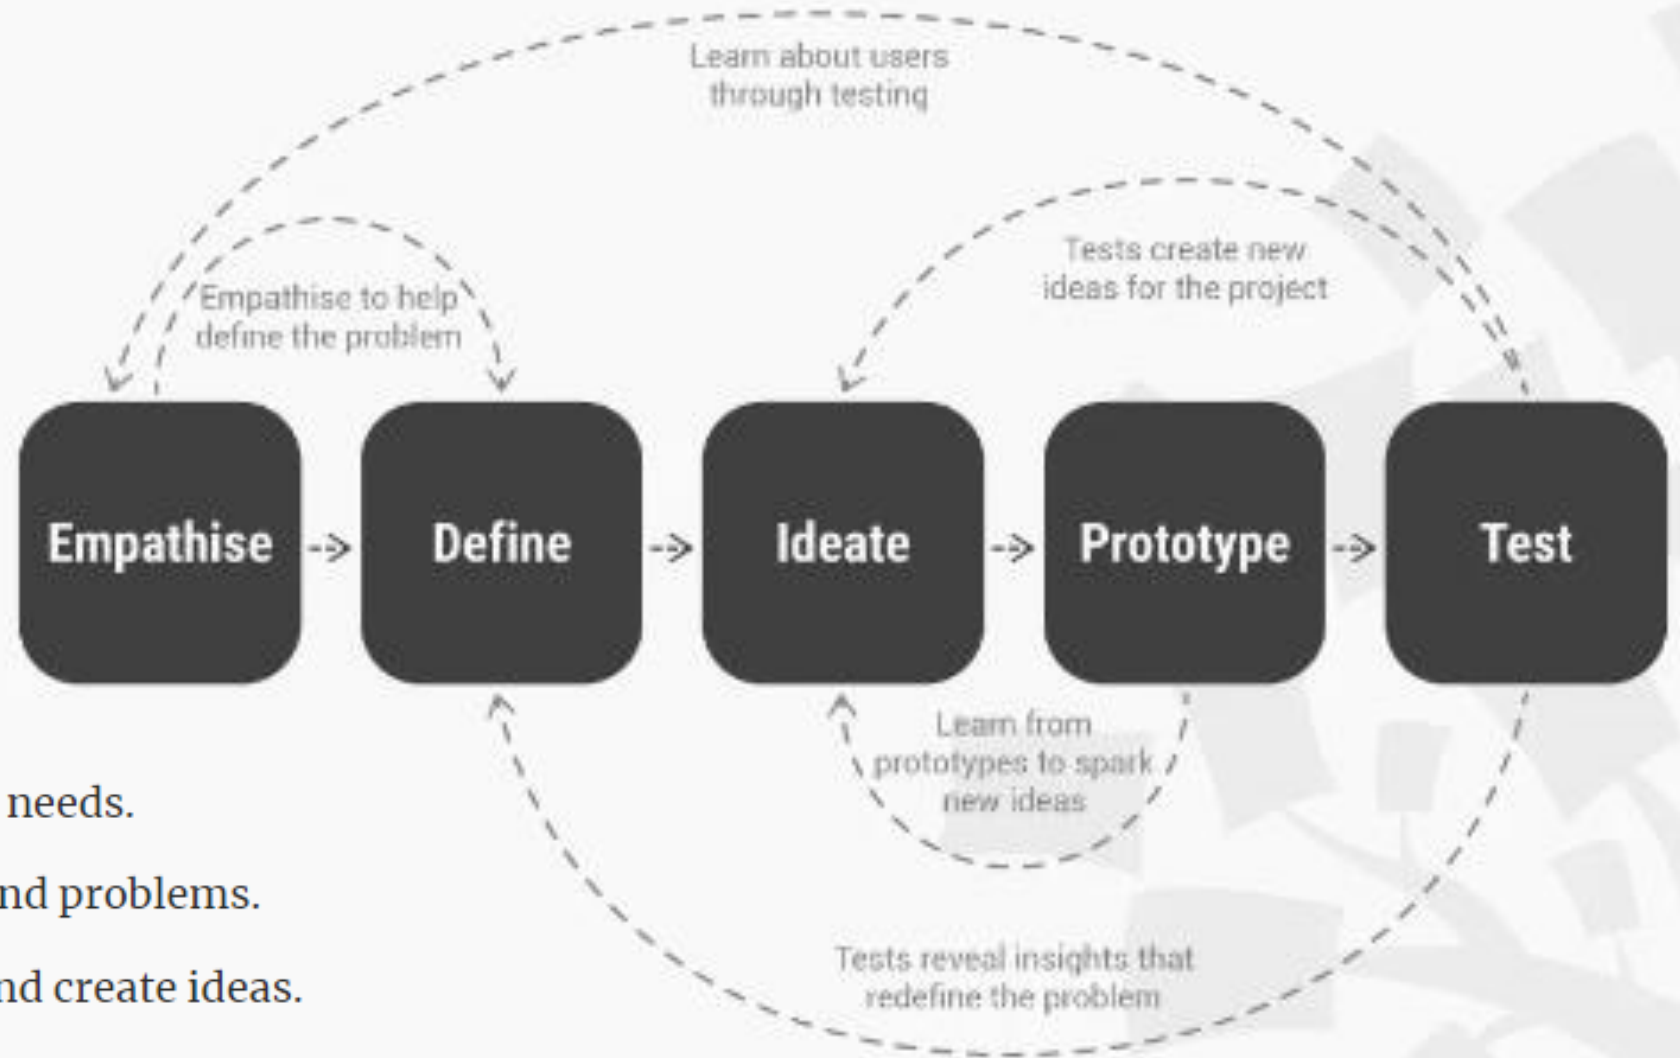 Learn about users
through testing
Tests create new
ideas for the project
Empathise to help
define the problem
Empathise
Define
Ideate
Prototype
Test
Learn from
prototypes to spark
new ideas
needs.
nd problems.
nd create ideas.
Tests reveal insights that
redefine the problem